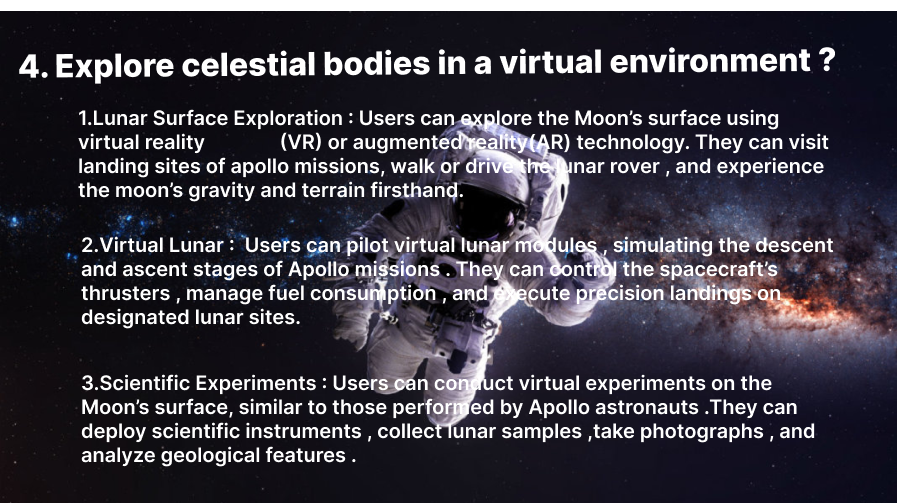 4. Explore celestial bodies in a virtual environment ?
1.Lunar Surface Exploration : Users can explore the Moon’s surface using
virtual reality (VR) or augmented reality(AR) technology. They can visit
landing sites of apollo missions, walk or drive the lunar rover , and experience
the moon’s gravity and terrain firsthand.
2.Virtual Lunar : Users can pilot virtual lunar modules , simulating the descent
and ascent stages of Apollo missions . They can control the spacecraft’s
thrusters , manage fuel consumption , and execute precision landings on
designated lunar sites.
3.Scientific Experiments : Users can conduct virtual experiments on the
Moon’s surface, similar to those performed by Apollo astronauts .They can
deploy scientific instruments , collect lunar samples ,take photographs , and
analyze geological features .